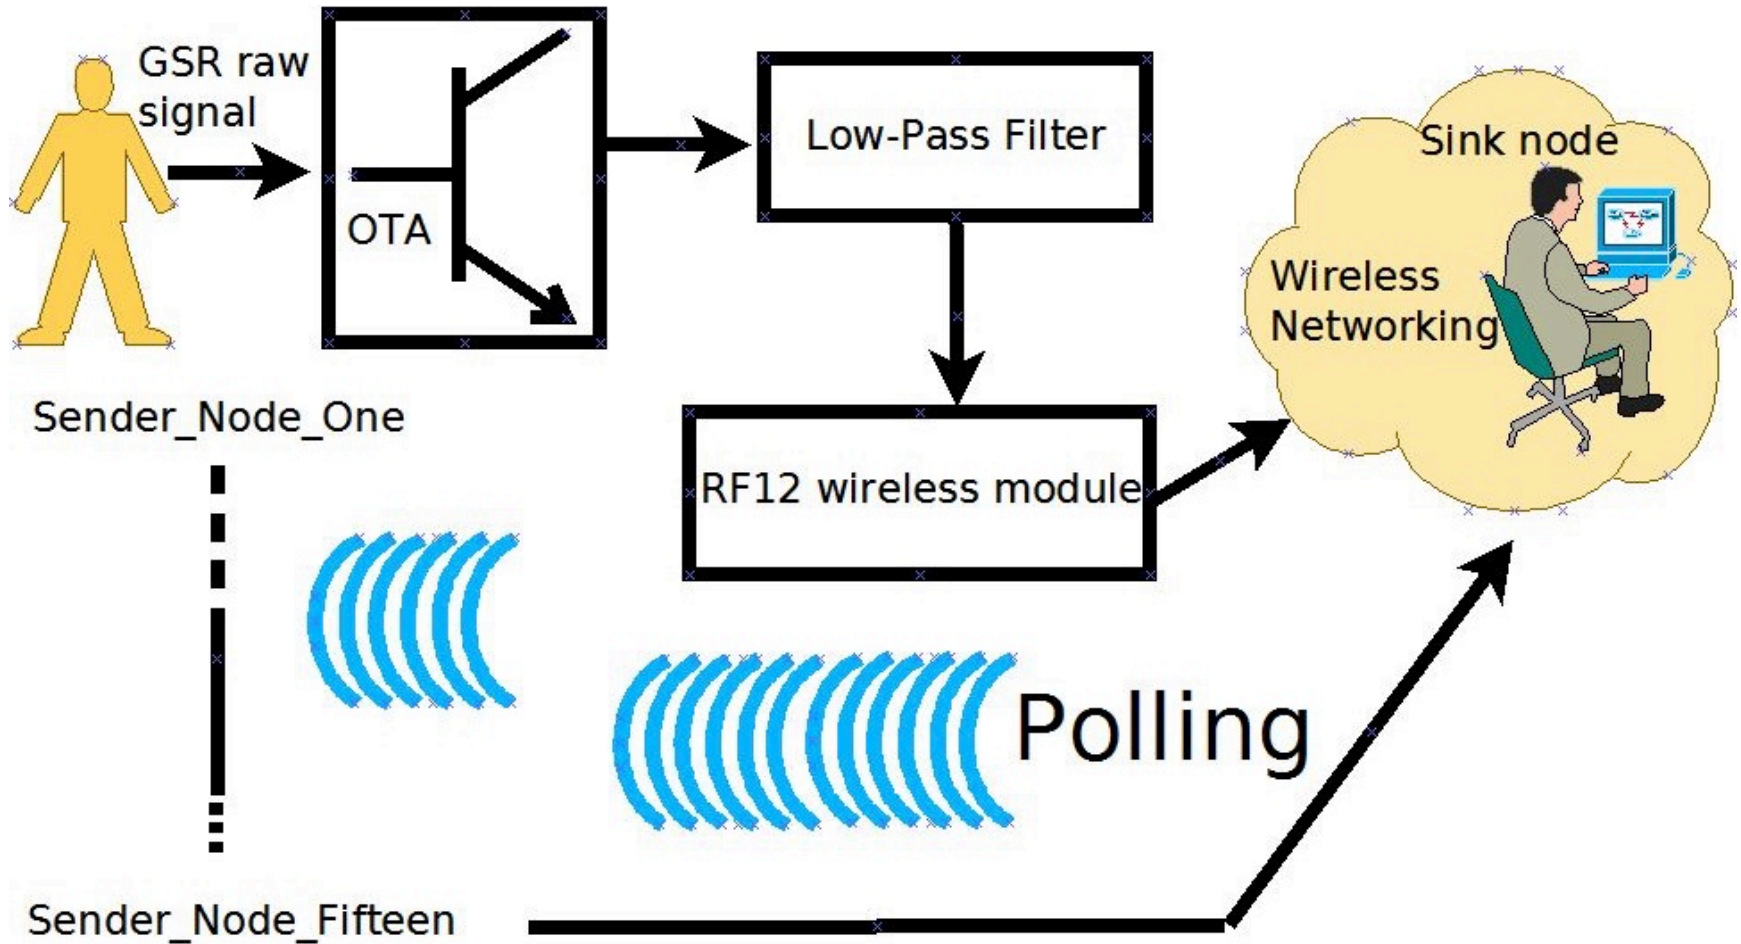 GSR raw
signal
OTA
Low-Pass Filter
Sink node
Wireless
Networking
Sender_Node_One
RF12 wireless module
Polling
Sender_Node_Fifteen